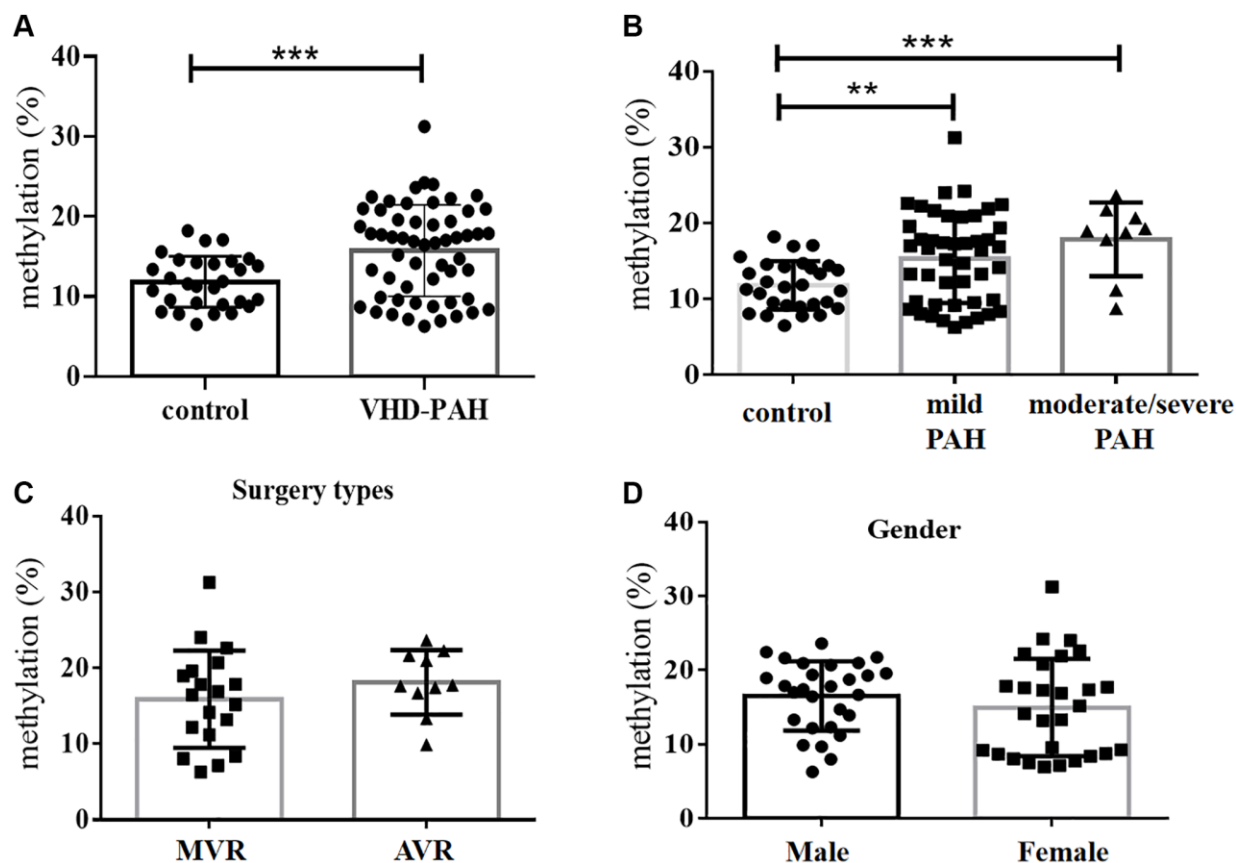 A
methylation (%)
40
30
20
10
0
***
control
VHD-PAH
B
methylation (%)
40
30
20
10
0
***
**
control
mild
PAH
moderate/severe
PAH
C
Surgery types
methylation (%)
40
30
20
10
0
MVR
AVR
D
Gender
methylation (%)
40
30
20
10
0
Male
Female